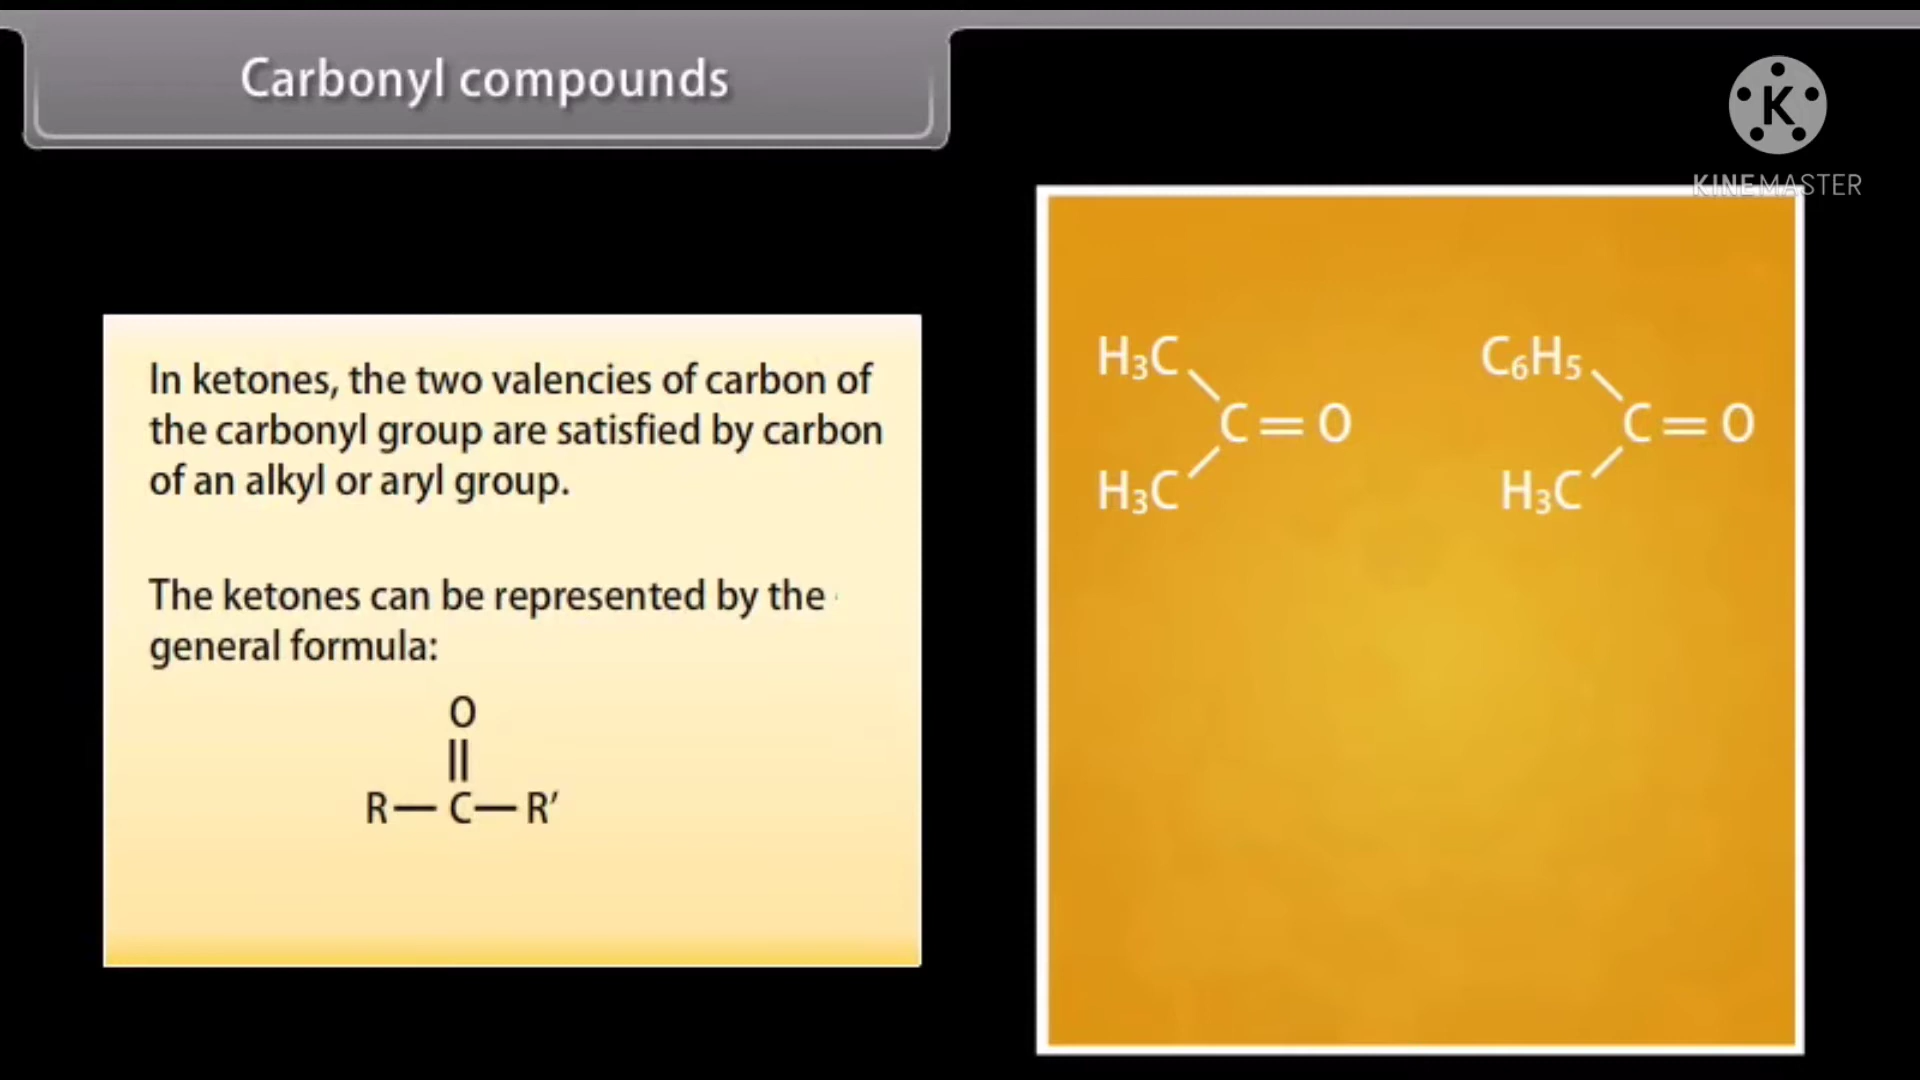 Carbonyl compounds
K
KINEMASTER
In ketones, the two valencies of carbon of
the carbonyl group are satisfied by carbon
of an alkyl or aryl group.
The ketones can be represented by the
general formula:
O
||
R—C—R′
H₃C
C=O
H₃C
C₆H₅
C=O
H₃C